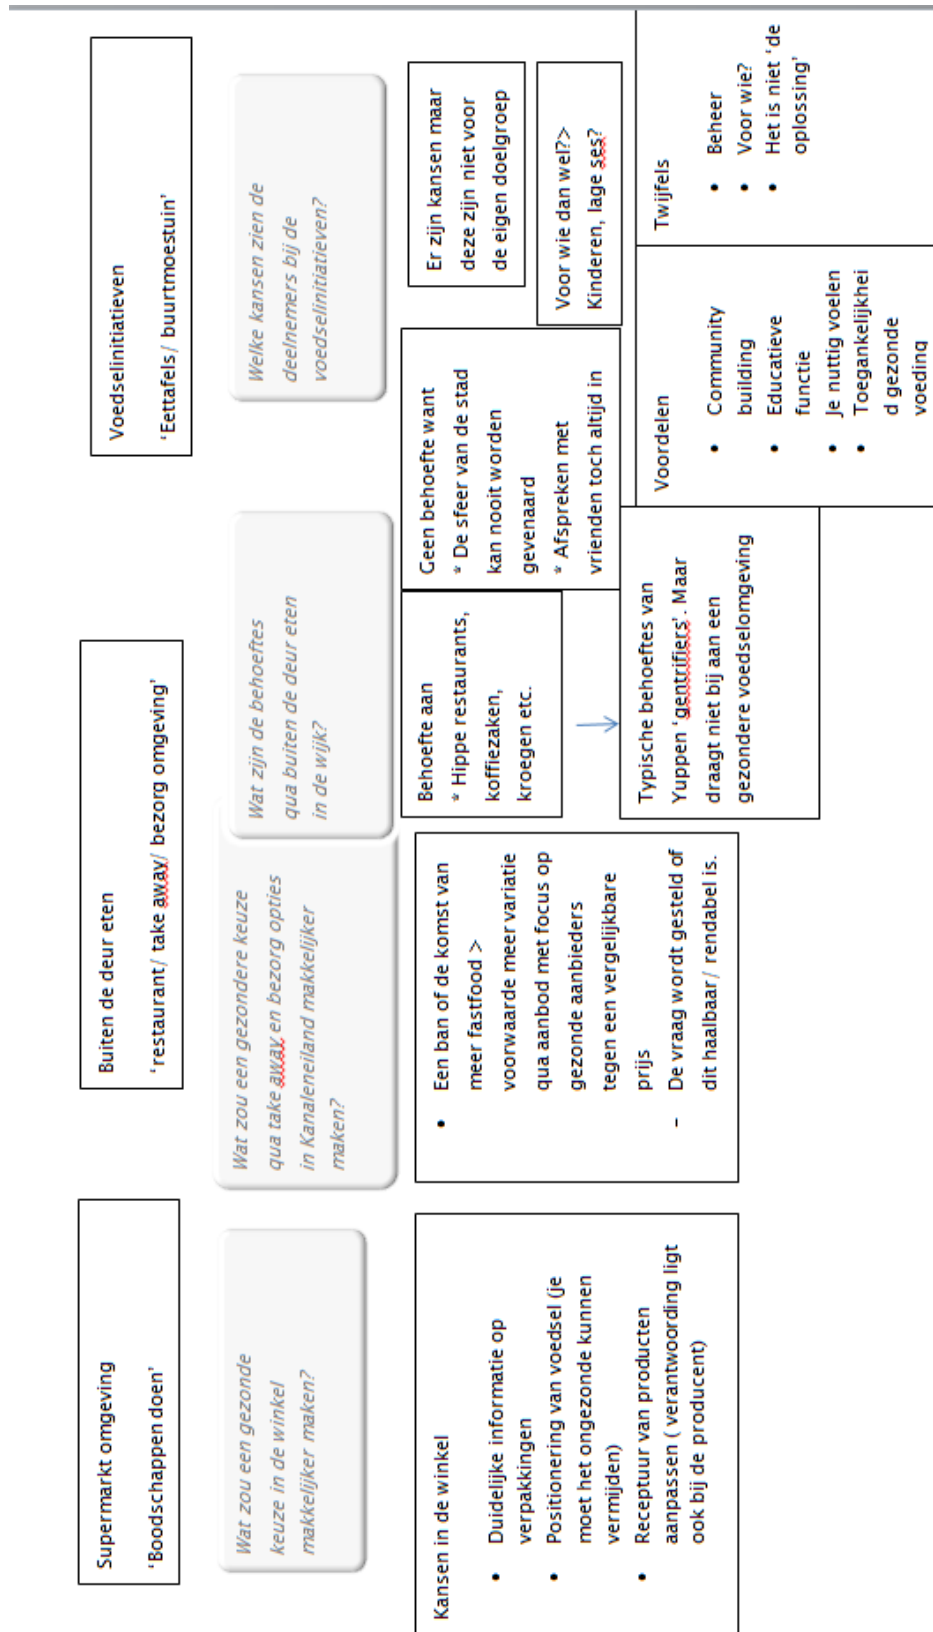 Supermarkt omgeving
‘Boodschappen doen’
Wat zou een gezonde
keuze in de winkel
makkelijker maken?
Kansen in de winkel
• Duidelijke informatie op
verpakkingen
• Positionering van voedsel (je
moet het ongezonde kunnen
vermijden)
• Receptuur van producten
aanpassen ( verantwoording ligt
ook bij de producent)
Buiten de deur eten
‘restaurant/ take away/ bezorg omgeving’
Wat zou een gezondere keuze
qua take away en bezorg opties
in Kanaleneiland makkelijker
maken?
• Een ban of de komst van
meer fastfood >
voorwaarde meer variatie
qua aanbod met focus op
gezonde aanbieders
tegen een vergelijkbare
prijs
– De vraag wordt gesteld of
dit haalbaar/ rendabel is.
Wat zijn de behoeftes
qua buiten de deur eten
in de wijk?
Behoefte aan
* Hippe restaurants,
koffiezaken,
kroegen etc.
Typische behoeftes van
Yuppen ‘gentrifiers’. Maar
draagt niet bij aan een
gezondere voedselomgeving
Geen behoefte want
* De sfeer van de stad
kan nooit worden
gevenaard
* Afspreken met
vrienden toch altijd in
Voedselinitiatieven
‘Eettafels/ buurtmoestuin’
Welke kansen zien de
deelnemers bij de
voedselinitiatieven?
Er zijn kansen maar
deze zijn niet voor
de eigen doelgroep
Voor wie dan wel?>
Kinderen, lage ses?
Voordelen
• Community
building
• Educatieve
functie
• Je nuttig voelen
• Toegankelijkhei
d gezonde
voeding
Twijfels
• Beheer
• Voor wie?
• Het is niet ‘de
oplossing’